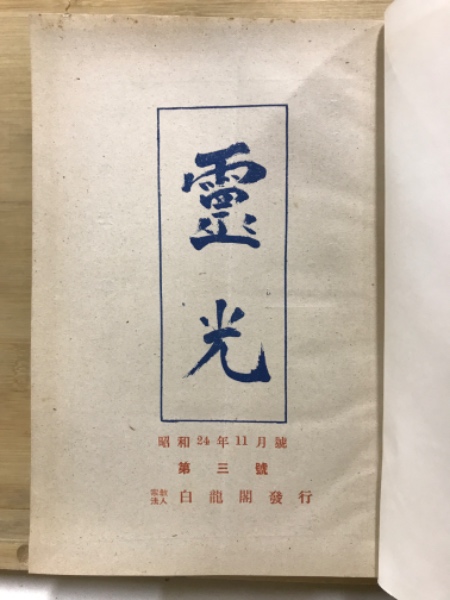 靈光
昭和24年11月號
第三號
宗教法人 白龍閣發行